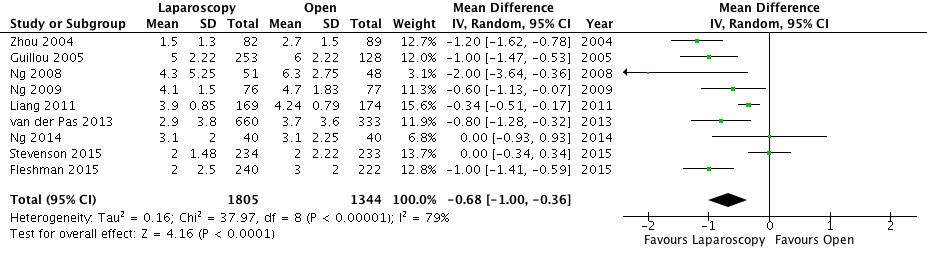 Laparoscopy Open Mean Difference Mean Difference
Study or Subgroup Mean SD Total Mean SD Total Weight IV, Random, 95% CI Year IV, Random, 95% CI
Zhou 2004 1.5 1.3 82 2.7 1.5 89 12.7% -1.20 [-1.62, -0.78] 2004
Guillou 2005 5 2.22 253 6 2.22 128 12.0% -1.00 [-1.47, -0.53] 2005
Ng 2008 4.3 5.25 51 6.3 2.75 48 3.1% -2.00 [-3.64, -0.36] 2008
Ng 2009 4.1 1.5 76 4.7 1.83 77 11.1% -0.60 [-1.13, -0.07] 2009
Liang 2011 3.9 0.85 169 4.24 0.79 174 15.6% -0.34 [-0.51, -0.17] 2011
van der Pas 2013 2.9 3.8 660 3.7 3.6 333 11.9% -0.80 [-1.28, -0.32] 2013
Ng 2014 3.1 2 40 3.1 2.25 40 6.8% 0.00 [-0.93, 0.93] 2014
Stevenson 2015 2 1.48 234 2 2.22 233 13.7% 0.00 [-0.34, 0.34] 2015
Fleshman 2015 2 2.5 240 3 2 222 12.8% -1.00 [-1.41, -0.59] 2015
Total (95% CI) 1805 1344 100.0% -0.68 [-1.00, -0.36]
Heterogeneity: Tau² = 0.16; Chi² = 37.97, df = 8 (P < 0.00001); I² = 79%
Test for overall effect: Z = 4.16 (P < 0.0001)
-2 -1 0 1 2
Favours Laparoscopy Favours Open